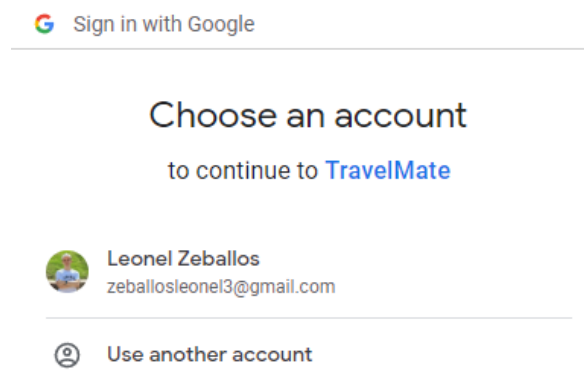 Sign in with Google
Choose an account
to continue to TravelMate
Leonel Zeballos
zeballosleonel3@gmail.com
Use another account